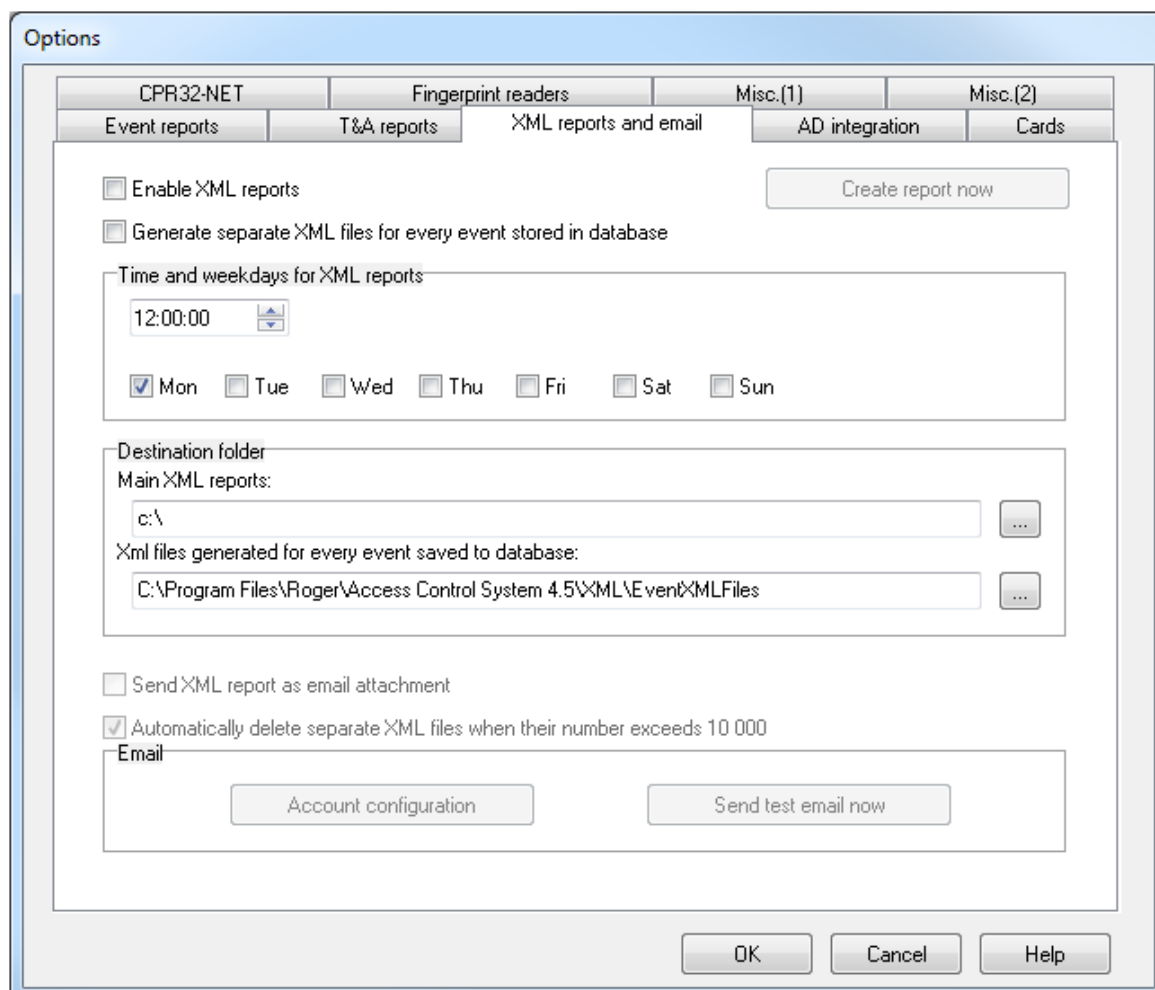 Options
CPR32-NET Fingerprint readers Misc.(1) Misc.(2)
Event reports T&A reports XML reports and email AD integration Cards
Enable XML reports Create report now
Generate separate XML files for every event stored in database
Time and weekdays for XML reports
12:00:00
Mon Tue Wed Thu Fri Sat Sun
Destination folder
Main XML reports:
c:\
...
Xml files generated for every event saved to database:
C:\Program Files\Roger\Access Control System 4.5\XML\EventXMLFiles
...
Send XML report as email attachment
Automatically delete separate XML files when their number exceeds 10 000
Email
Account configuration Send test email now
OK Cancel Help